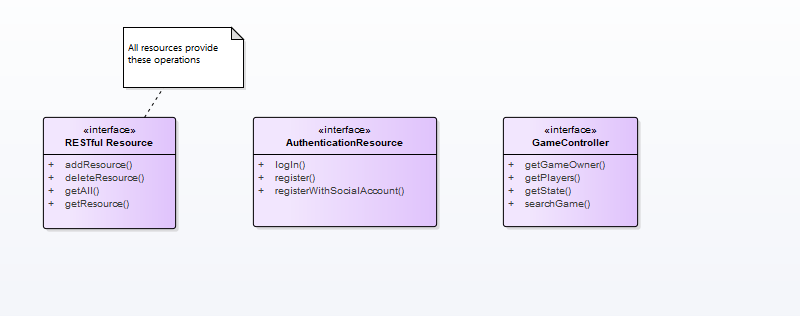 All resources provide
these operations
«interface»
RESTful Resource
+ addResource()
+ deleteResource()
+ getAll()
+ getResource()
«interface»
AuthenticationResource
+ logIn()
+ register()
+ registerWithSocialAccount()
«interface»
GameController
+ getGameOwner()
+ getPlayers()
+ getState()
+ searchGame()